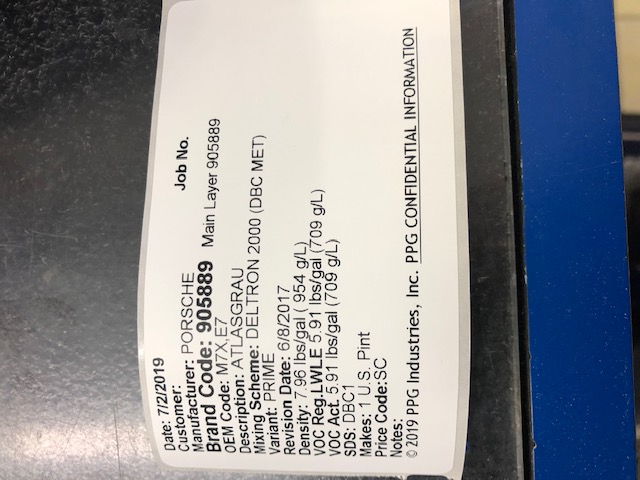 Date: 7/2/2019
Customer: Job No.
Manufacturer: PORSCHE
Brand Code: 905889 Main Layer 905889
OEM Code: M7X,E7
Description: ATLASGRAU
Mixing Scheme: DELTRON 2000 (DBC MET)
Variant: PRIME
Revision Date: 6/8/2017
Density: 7.96 lbs/gal ( 954 g/L)
VOC Reg.LWLE 5.91 lbs/gal (709 g/L)
VOC Act. 5.91 lbs/gal (709 g/L)
SDS: DBC1
Makes: 1 U.S. Pint
Price Code:SC
Notes:
© 2019 PPG Industries, Inc. PPG CONFIDENTIAL INFORMATION